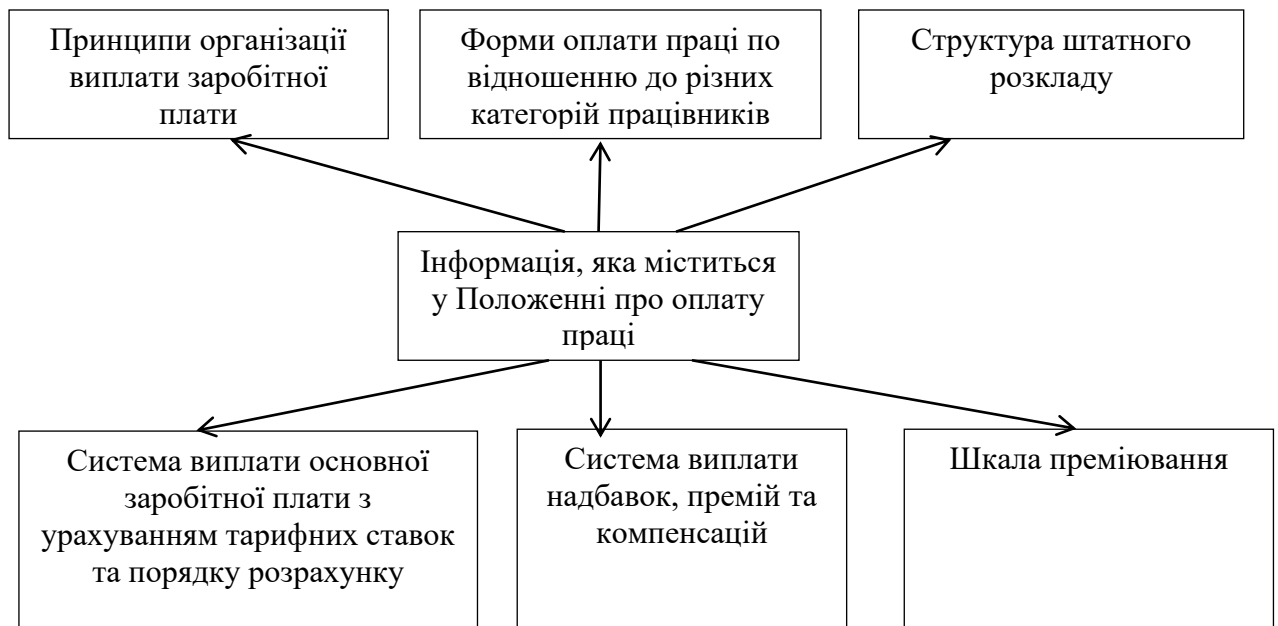 Принципи організації
виплати заробітної
плати
Форми оплати праці по
відношенню до різних
категорій працівників
Структура штатного
розкладу
Інформація, яка міститься
у Положенні про оплату
праці
Система виплати основної
заробітної плати з
урахуванням тарифних ставок
та порядку розрахунку
Система виплати
надбавок, премій та
компенсацій
Шкала преміювання